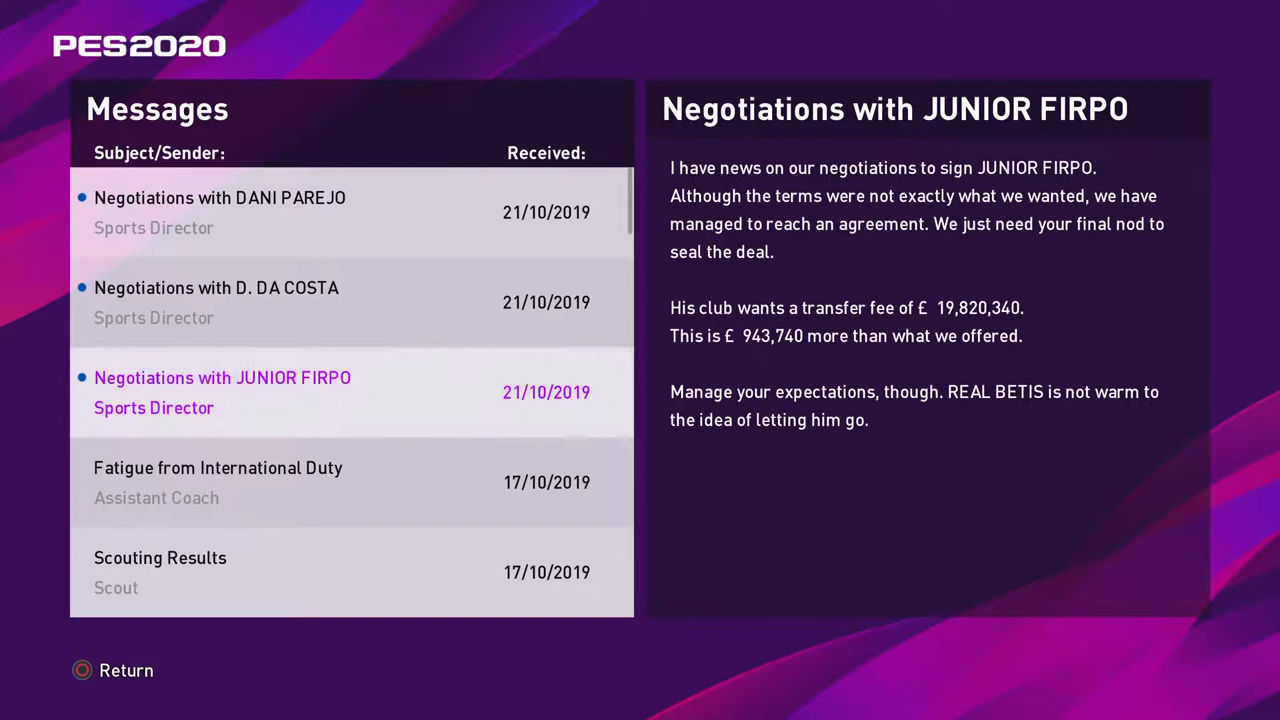 PES2020
Messages
Subject/Sender:
Received:
Negotiations with DANI PAREJO
Sports Director
21/10/2019
Negotiations with D. DA COSTA
Sports Director
21/10/2019
Negotiations with JUNIOR FIRPO
Sports Director
21/10/2019
Fatigue from International Duty
Assistant Coach
17/10/2019
Scouting Results
Scout
17/10/2019
Negotiations with JUNIOR FIRPO
I have news on our negotiations to sign JUNIOR FIRPO.
Although the terms were not exactly what we wanted, we have
managed to reach an agreement. We just need your final nod to
seal the deal.
His club wants a transfer fee of £ 19,820,340.
This is £ 943,740 more than what we offered.
Manage your expectations, though. REAL BETIS is not warm to
the idea of letting him go.
Return